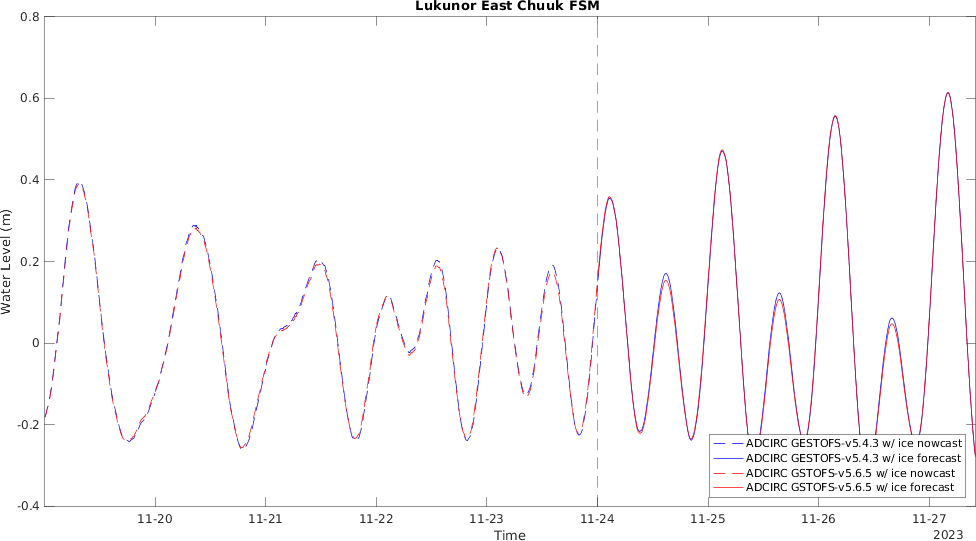 Lukunor East Chuuk FSM
0.8
0.6
0.4
0.2
0
-0.2
-0.4
Water Level (m)
ADCIRC GESTOFS-v5.4.3 w/ ice nowcast
ADCIRC GESTOFS-v5.4.3 w/ ice forecast
ADCIRC GSTOFS-v5.6.5 w/ ice nowcast
ADCIRC GSTOFS-v5.6.5 w/ ice forecast
11-20 11-21 11-22 11-23 11-24 11-25 11-26 11-27
Time
2023